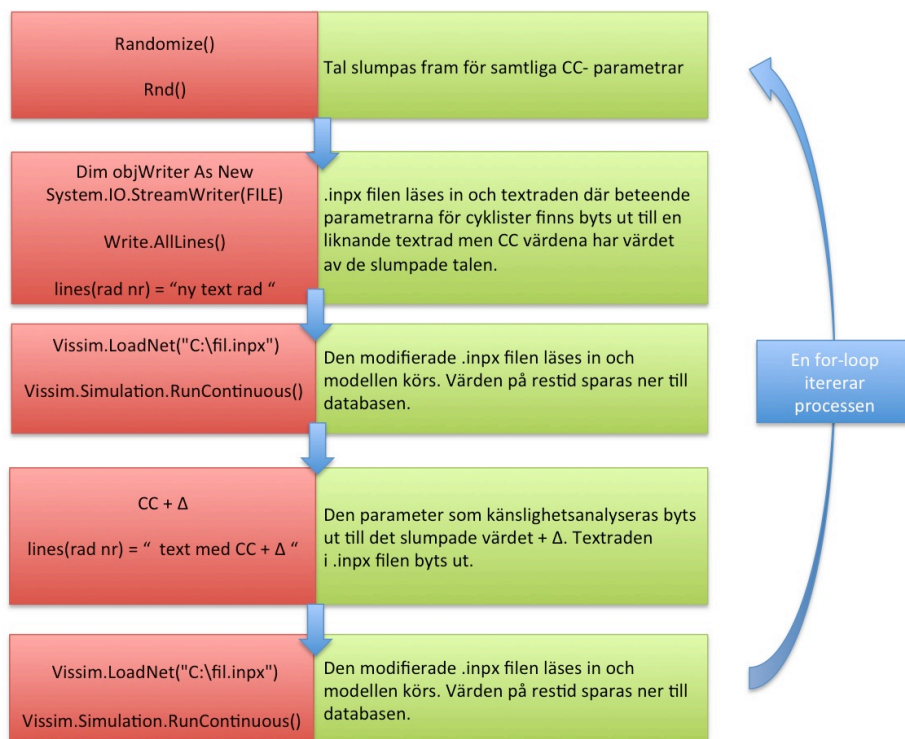 Randomize()
Rnd()
Tal slumpas fram för samtliga CC- parametrar
Dim objWriter As New
System.IO.StreamWriter(FILE)
Write.AllLines()
lines(rad nr) = “ny text rad “
.inpx filen läses in och textraden där beteende
parametrarna för cyklister finns byts ut till en
liknande textrad men CC värdena har värdet
av de slumpade talen.
Vissim.LoadNet("C:\fil.inpx")
Vissim.Simulation.RunContinuous()
Den modifierade .inpx filen läses in och
modellen körs. Värden på restid sparas ner till
databasen.
CC + Δ
lines(rad nr) = “ text med CC + Δ “
Den parameter som känslighetsanalyseras byts
ut till det slumpade värdet + Δ. Textraden
i .inpx filen byts ut.
Vissim.LoadNet("C:\fil.inpx")
Vissim.Simulation.RunContinuous()
Den modifierade .inpx filen läses in och
modellen körs. Värden på restid sparas ner till
databasen.
En for-loop
itererar
processen